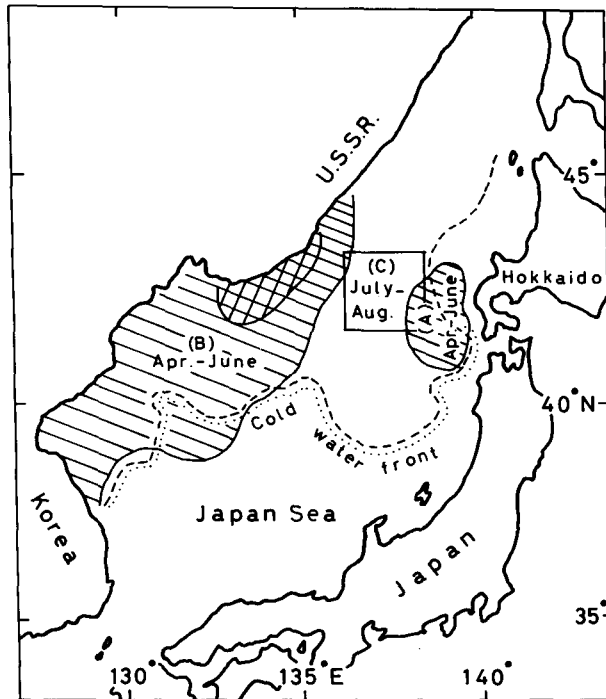 U.S.S.R.
45°
(C)
July-
Aug.
Hokkaido
(A)
Apr.-June
(B)
Apr.-June
40°N
Cold
water front
Korea
Japan Sea
Japan
35°
130°
135°E
140°